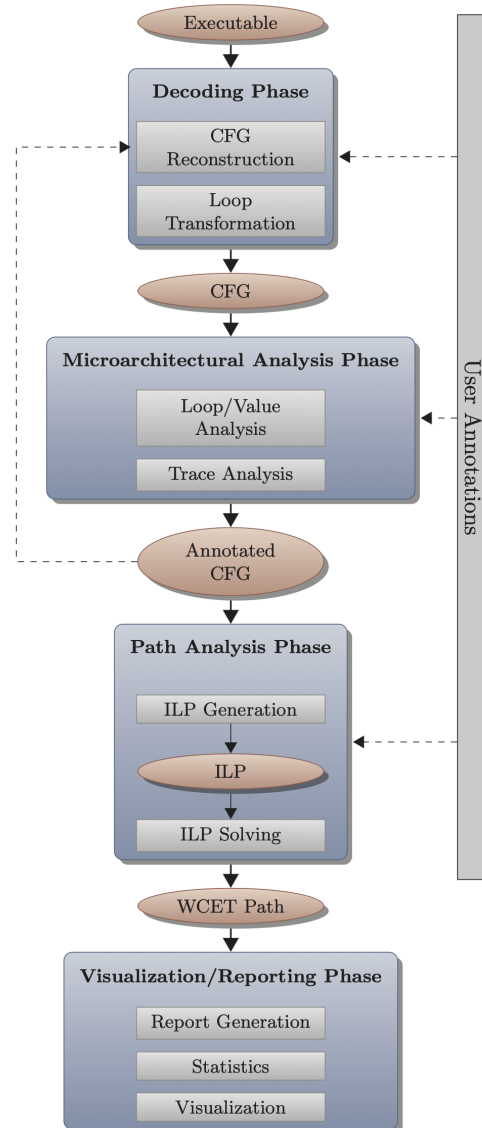 Executable
Decoding Phase
CFG
Reconstruction
Loop
Transformation
CFG
Microarchitectural Analysis Phase
Loop/Value
Analysis
Trace Analysis
Annotated
CFG
Path Analysis Phase
ILP Generation
ILP
ILP Solving
WCET Path
Visualization/Reporting Phase
Report Generation
Statistics
Visualization
User Annotations